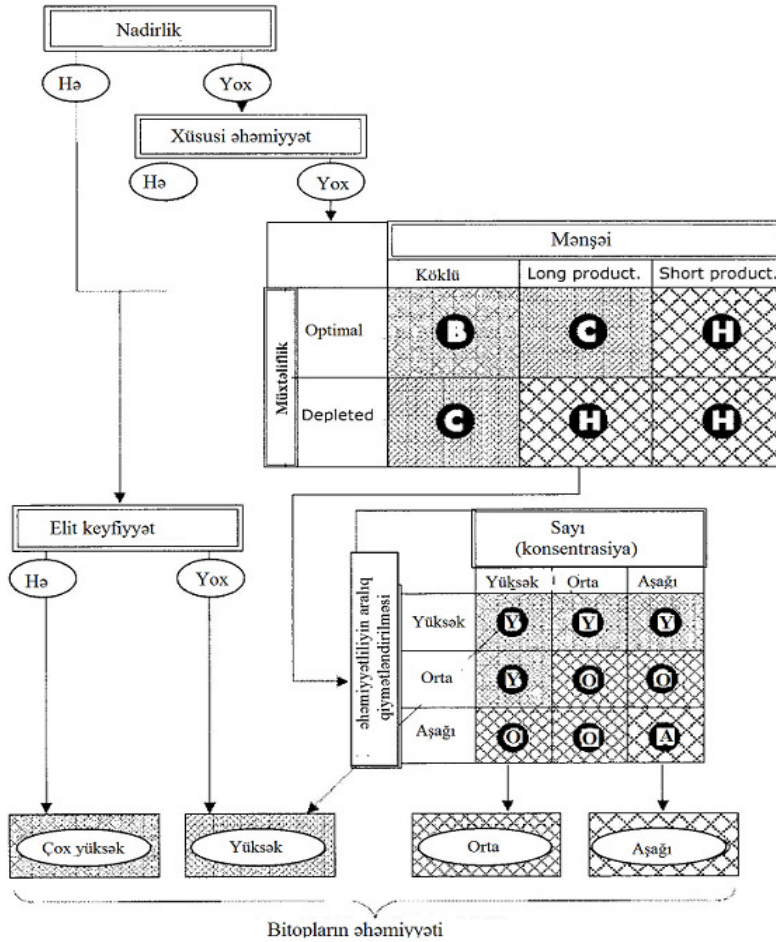 Nadirlik
Hə
Yox
Xüsusi əhəmiyyət
Hə
Yox
Mənşəi
Köklü
Long product.
Short product.
Müxtəliflik
Optimal
B
C
H
Depleted
C
H
H
Elit keyfiyyət
Hə
Yox
Sayı
(konsentrasiya)
əhəmiyyətliliyin aralıq
qiymətləndirilməsi
Yüksək
Orta
Aşağı
Yüksək
Y
Y
Y
Orta
Y
O
O
Aşağı
O
O
A
Çox yüksək
Yüksək
Orta
Aşağı
Bitopların əhəmiyyəti